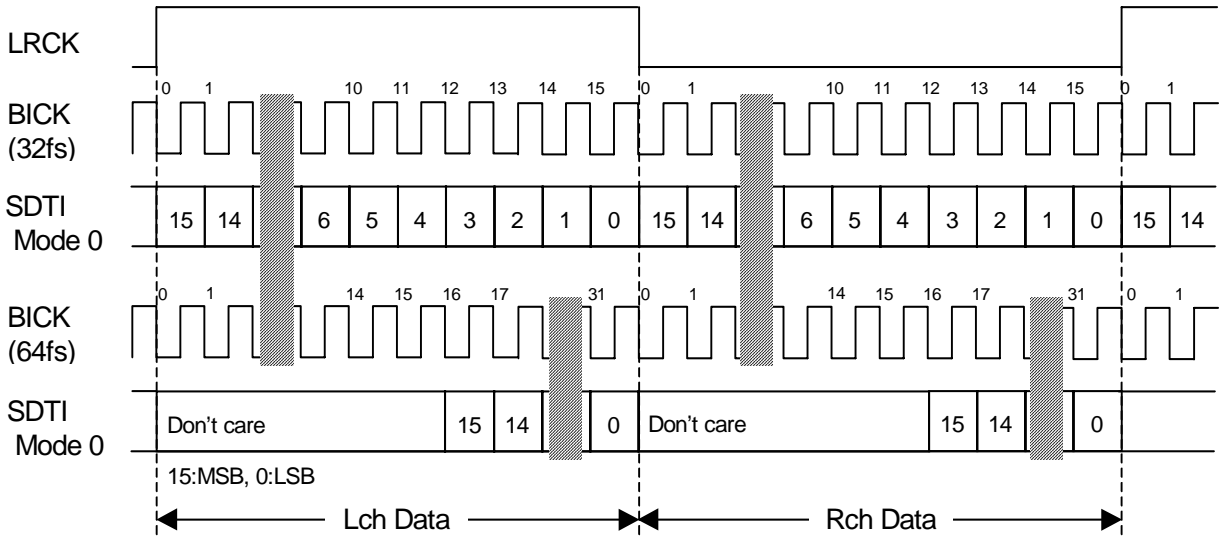 LRCK
0 1 10 11 12 13 14 15 0 1 10 11 12 13 14 15 0 1
BICK
(32fs)
SDTI
Mode 0
15 14 6 5 4 3 2 1 0 15 14 6 5 4 3 2 1 0 15 14
0 1 14 15 16 17 31 0 1 14 15 16 17 31 0 1
BICK
(64fs)
SDTI
Mode 0
Don't care 15 14 0 Don't care 15 14 0
15:MSB, 0:LSB
Lch Data Rch Data